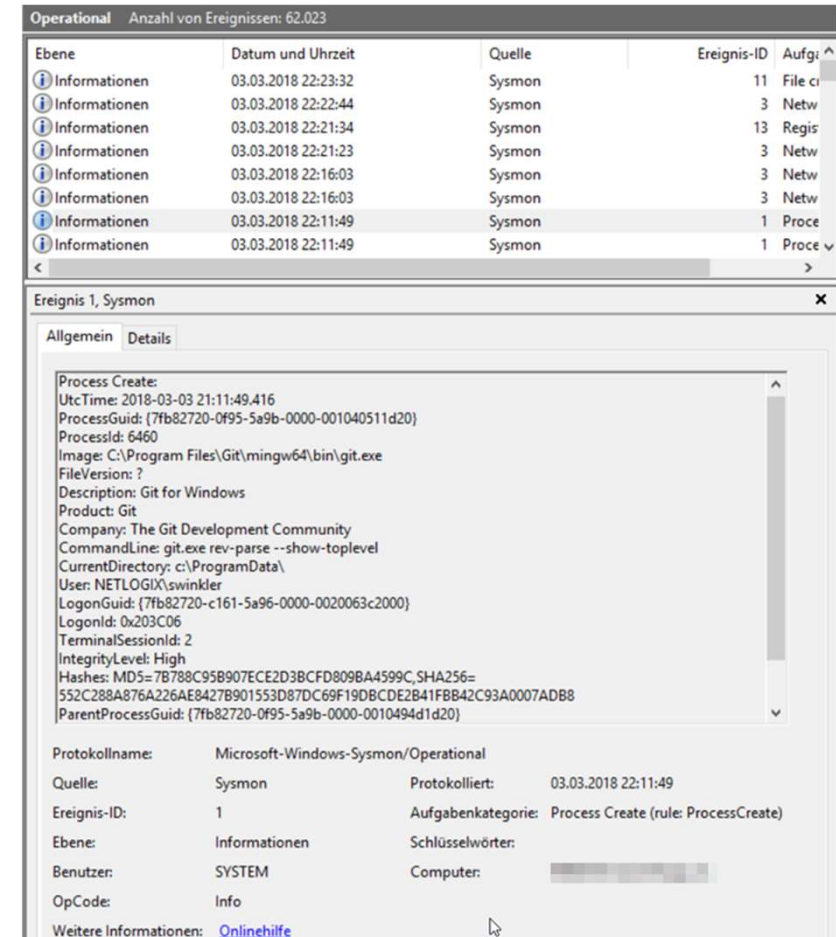 Operational Anzahl von Ereignissen: 62.023
Ebene Datum und Uhrzeit Quelle Ereignis-ID Aufga
Informationen 03.03.2018 22:23:32 Sysmon 11 File cr
Informationen 03.03.2018 22:22:44 Sysmon 3 Netw
Informationen 03.03.2018 22:21:34 Sysmon 13 Regis
Informationen 03.03.2018 22:21:23 Sysmon 3 Netw
Informationen 03.03.2018 22:16:03 Sysmon 3 Netw
Informationen 03.03.2018 22:16:03 Sysmon 3 Netw
Informationen 03.03.2018 22:11:49 Sysmon 1 Proce
Informationen 03.03.2018 22:11:49 Sysmon 1 Proce
Ereignis 1, Sysmon
Allgemein Details
Process Create:
UtcTime: 2018-03-03 21:11:49.416
ProcessGuid: {7fb82720-0f95-5a9b-0000-001040511d20}
ProcessId: 6460
Image: C:\Program Files\Git\mingw64\bin\git.exe
FileVersion: ?
Description: Git for Windows
Product: Git
Company: The Git Development Community
CommandLine: git.exe rev-parse --show-toplevel
CurrentDirectory: c:\ProgramData\
User: NETLOGIX\swinkler
LogonGuid: {7fb82720-c161-5a96-0000-0020063c2000}
LogonId: 0x203C06
TerminalSessionId: 2
IntegrityLevel: High
Hashes: MD5=7B788C95B907ECE2D3BCFD809BA4599C,SHA256=
552C288A876A226AE8427B901553D87DC69F19DBCDE2B41FBB42C93A0007ADB8
ParentProcessGuid: {7fb82720-0f95-5a9b-0000-0010494d1d20}
Protokollname: Microsoft-Windows-Sysmon/Operational
Quelle: Sysmon Protokolliert: 03.03.2018 22:11:49
Ereignis-ID: 1 Aufgabenkategorie: Process Create (rule: ProcessCreate)
Ebene: Informationen Schlüsselwörter:
Benutzer: SYSTEM Computer:
OpCode: Info
Weitere Informationen: Onlinehilfe